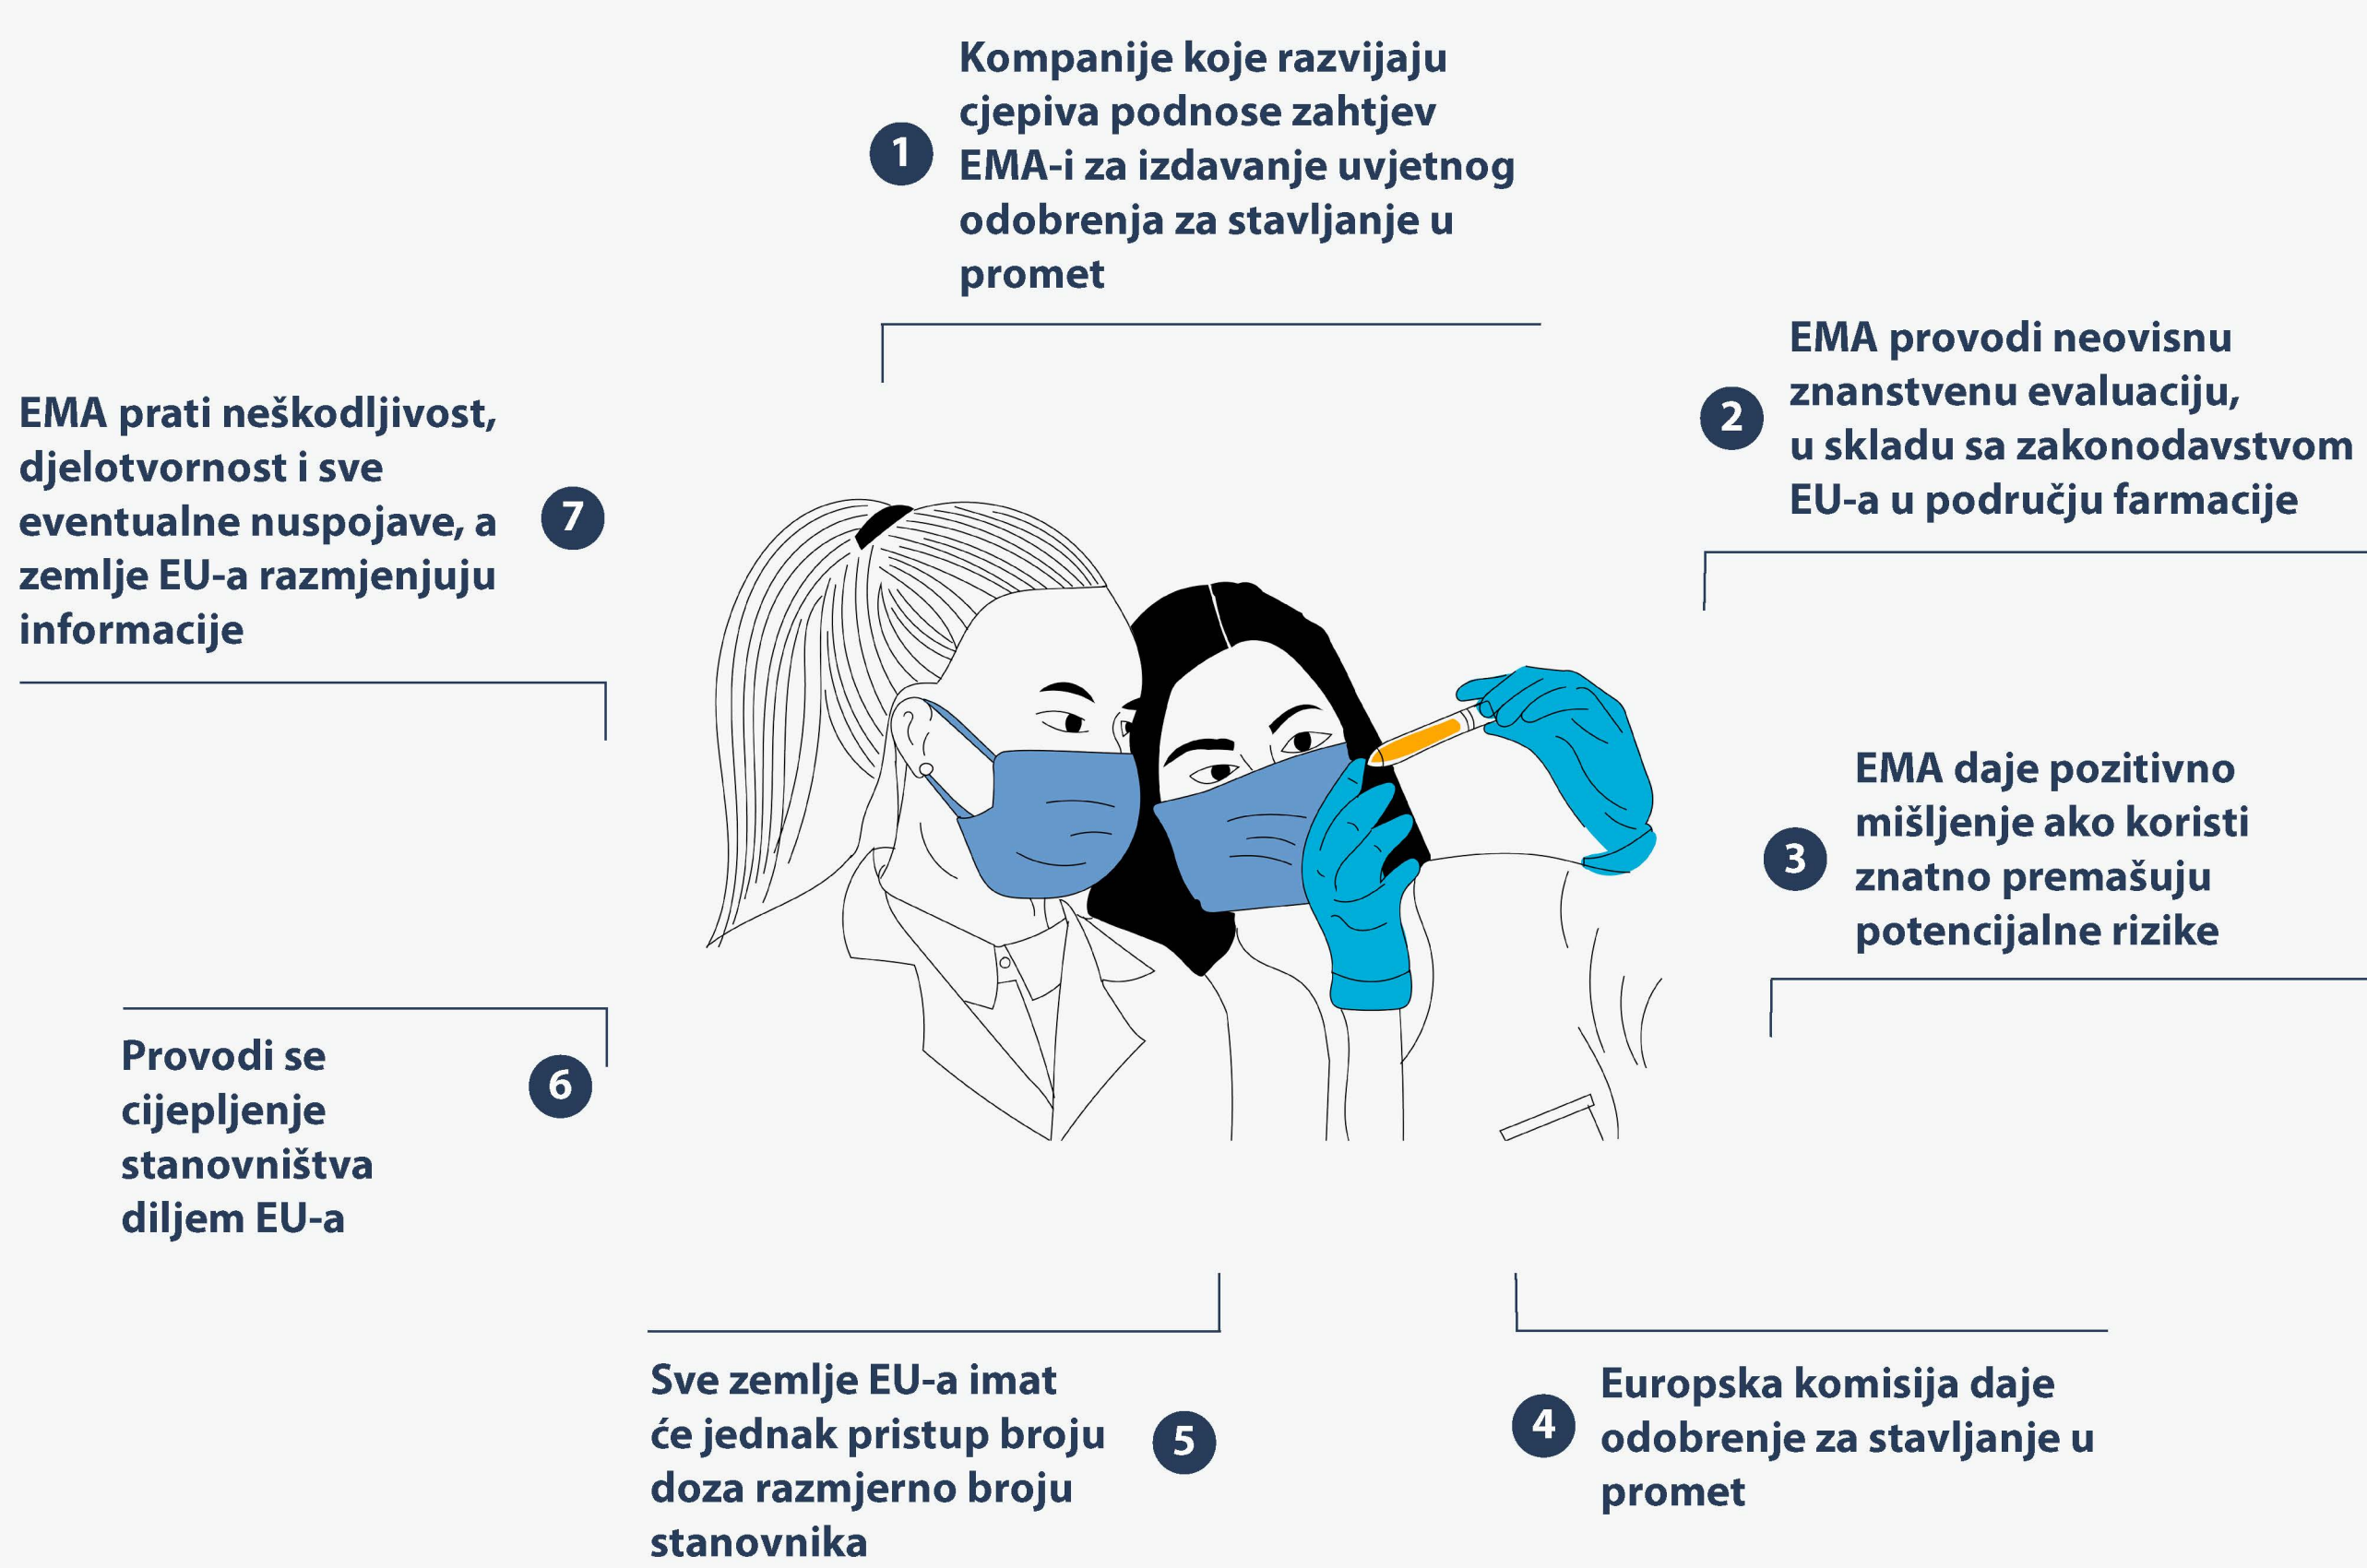 1
Kompanije koje razvijaju
cjepiva podnose zahtjev
EMA-i za izdavanje uvjetnog
odobrenja za stavljanje u
promet
2
EMA provodi neovisnu
znanstvenu evaluaciju,
u skladu sa zakonodavstvom
EU-a u području farmacije
3
EMA daje pozitivno
mišljenje ako koristi
znatno premašuju
potencijalne rizike
4
Europska komisija daje
odobrenje za stavljanje u
promet
5
Sve zemlje EU-a imat
će jednak pristup broju
doza razmjerno broju
stanovnika
6
Provodi se
cijepljenje
stanovništva
diljem EU-a
7
EMA prati neškodljivost,
djelotvornost i sve
eventualne nuspojave, a
zemlje EU-a razmjenjuju
informacije